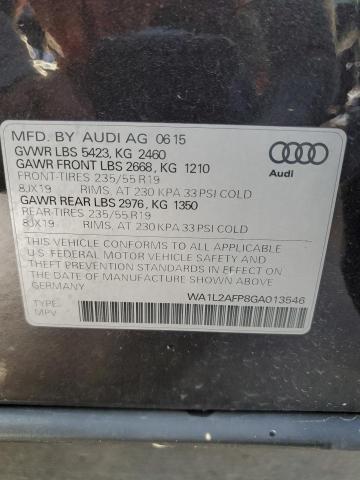 MFD. BY AUDI AG 06 15
GVWR LBS 5423, KG 2460
GAWR FRONT LBS 2668, KG 1210
FRONT-TIRES 235/55 R19
8JX19 RIMS, AT 230 KPA 33 PSI COLD
GAWR REAR LBS 2976, KG 1350
REAR-TIRES 235/55 R19
8JX19 RIMS, AT 230 KPA 33 PSI COLD
THIS VEHICLE CONFORMS TO ALL APPLICABLE
U.S. FEDERAL MOTOR VEHICLE SAFETY AND
THEFT PREVENTION STANDARDS IN EFFECT ON
THE DATE OF MANUFACTURE SHOWN ABOVE
GERMANY
WA1L2AFP8GA013546
TYPE:
MPV
Audi